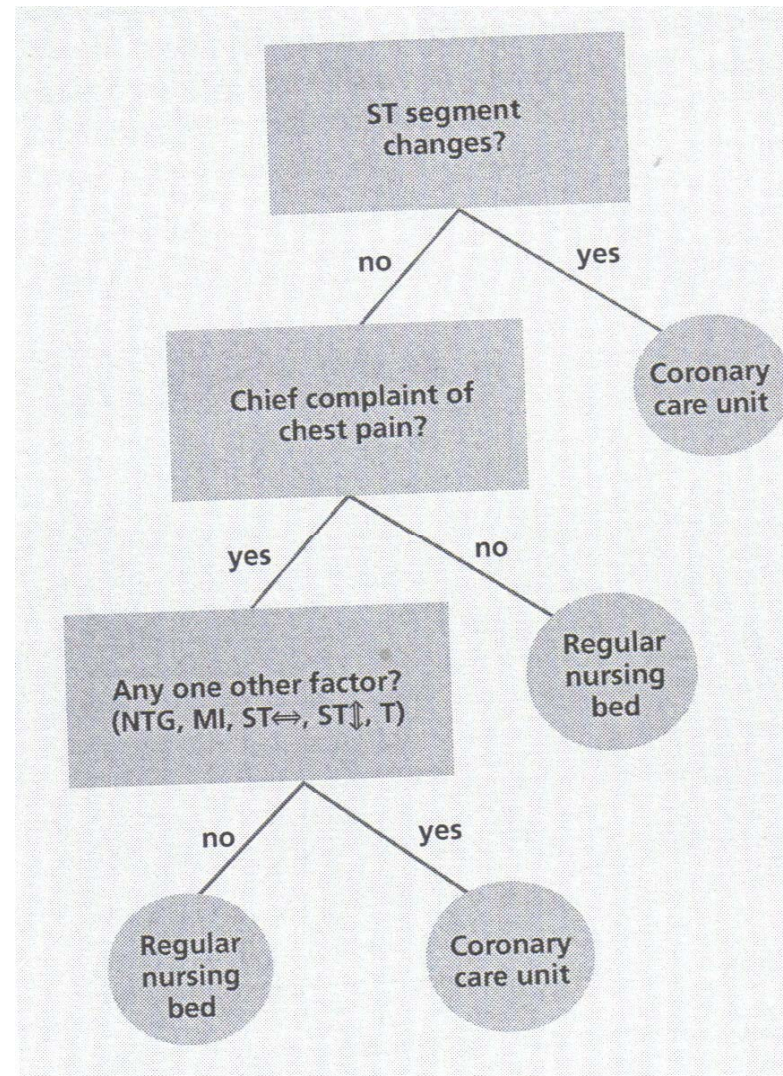 ST segment
changes?
no
yes
Coronary
care unit
Chief complaint of
chest pain?
yes
no
Regular
nursing
bed
Any one other factor?
(NTG, MI, ST⇔, ST⇕, T)
no
yes
Regular
nursing
bed
Coronary
care unit